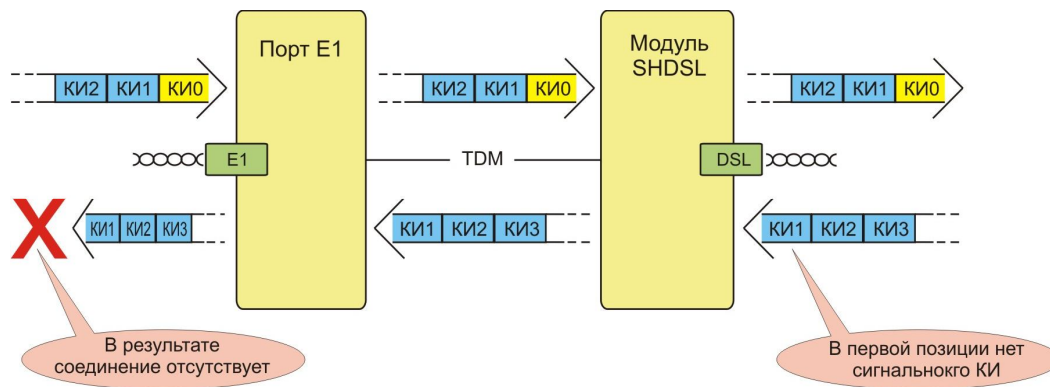 Порт E1
Модуль
SHDSL
КИ2 КИ1 КИ0
КИ2 КИ1 КИ0
КИ2 КИ1 КИ0
E1
TDM
DSL
X
КИ1 КИ2 КИ3
КИ1 КИ2 КИ3
КИ1 КИ2 КИ3
В результате
соединение отсутствует
В первой позиции нет
сигнальнокго КИ